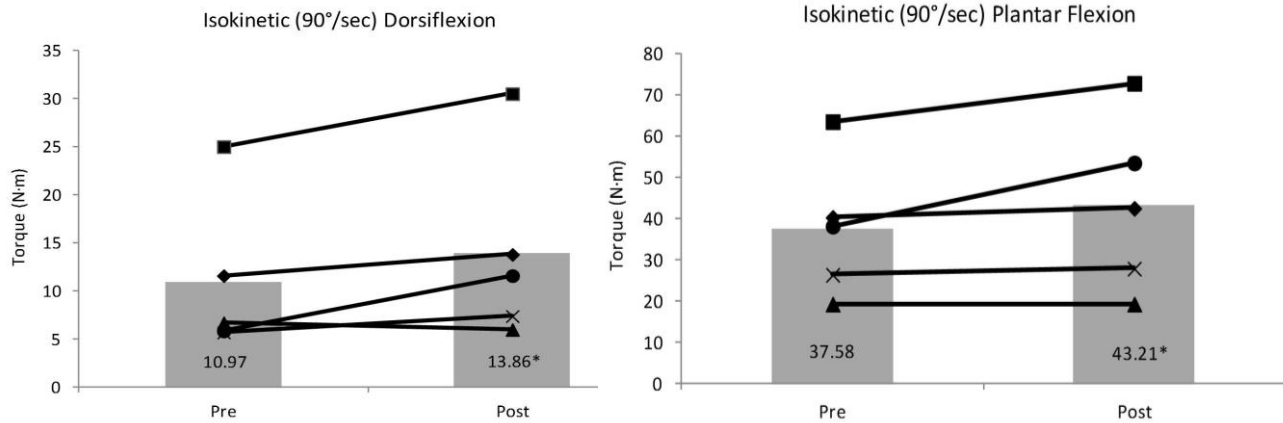 Isokinetic (90°/sec) Dorsiflexion
35
30
25
20
15
10
5
0
Torque (N·m)
10.97
13.86*
Pre
Post
Isokinetic (90°/sec) Plantar Flexion
80
70
60
50
40
30
20
10
0
Torque (N·m)
37.58
43.21*
Pre
Post